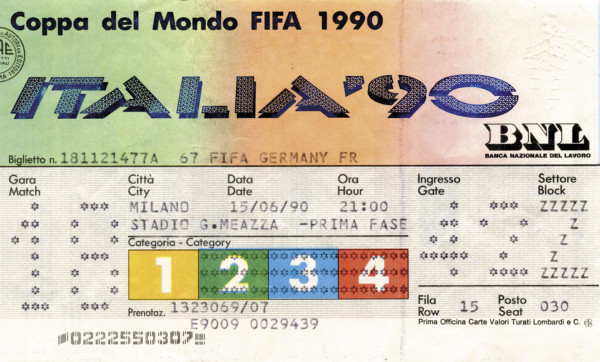 Coppa del Mondo FIFA 1990
ITALIA '90
BNL
BANCA NAZIONALE DEL LAVORO
Biglietto n. 181121477A 67 FIFA GERMANY FR
Gara Città Data Ora Ingresso Settore
Match City Date Hour Gate Block
MILANO 15/06/90 21:00 ZZZZZ
STADIO G.MEAZZA -PRIMA FASE Z
Categoria - Category Z
1 2 3 4 Z
ZZZZZ
Prenotaz. 1323069/07
E9009 0029439
Fila Posto
Row 15 Seat 030
Prima Officina Carte Valori Turati Lombardi e C.
0222550307